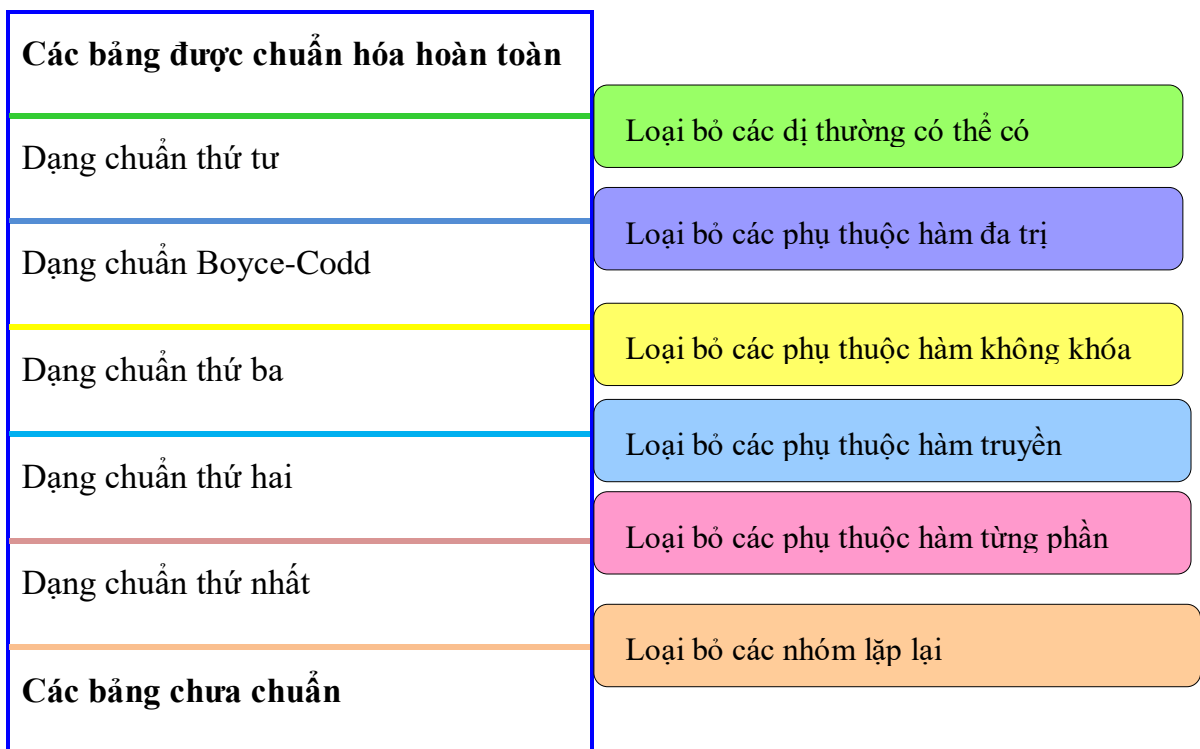 Các bảng được chuẩn hóa hoàn toàn
Loại bỏ các dị thường có thể có
Dạng chuẩn thứ tư
Loại bỏ các phụ thuộc hàm đa trị
Dạng chuẩn Boyce-Codd
Loại bỏ các phụ thuộc hàm không khóa
Dạng chuẩn thứ ba
Loại bỏ các phụ thuộc hàm truyền
Dạng chuẩn thứ hai
Loại bỏ các phụ thuộc hàm từng phần
Dạng chuẩn thứ nhất
Loại bỏ các nhóm lặp lại
Các bảng chưa chuẩn